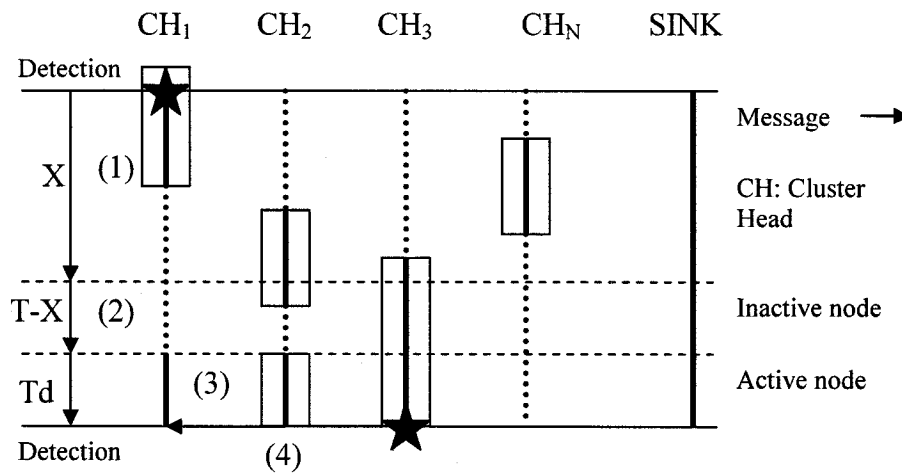 CH1 CH2 CH3 CHN SINK
Detection
Message
X (1)
CH: Cluster
Head
T-X (2)
Inactive node
Td (3)
Active node
Detection (4)